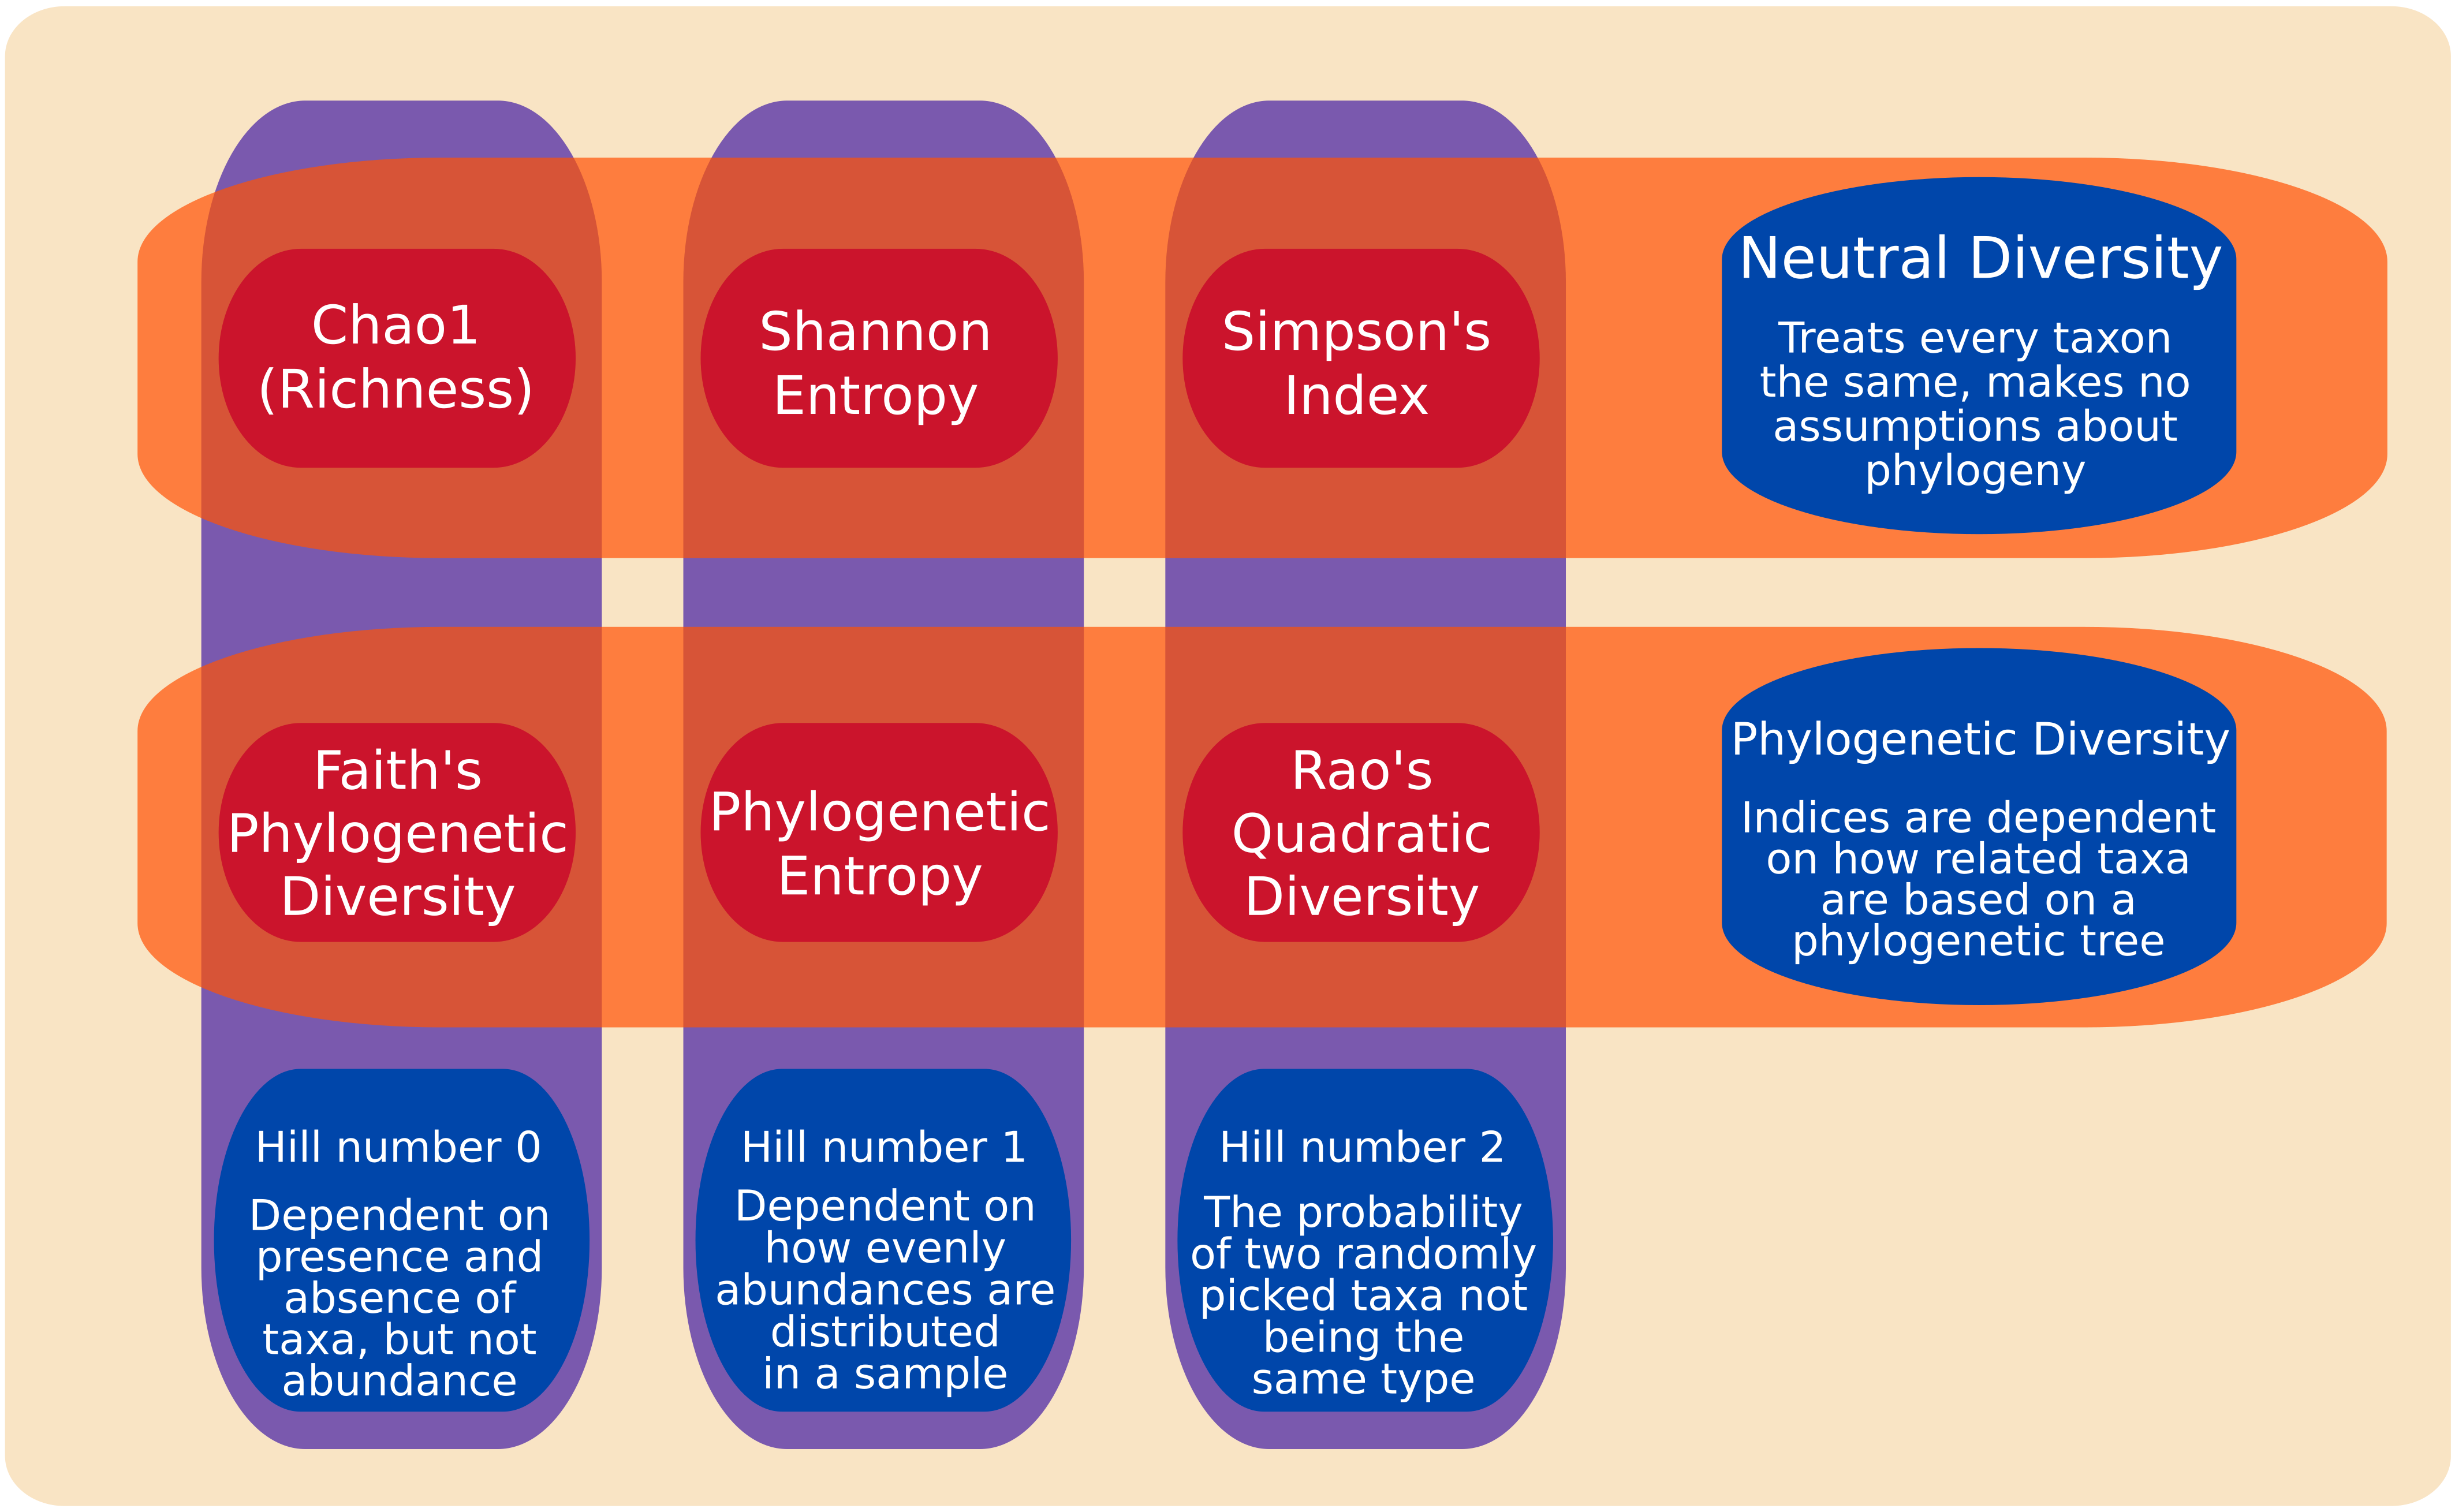 Chao1
(Richness)
Shannon
Entropy
Simpson's
Index
Neutral Diversity
Treats every taxon
the same, makes no
assumptions about
phylogeny
Faith's
Phylogenetic
Diversity
Phylogenetic
Entropy
Rao's
Quadratic
Diversity
Phylogenetic Diversity
Indices are dependent
on how related taxa
are based on a
phylogenetic tree
Hill number 0
Dependent on
presence and
absence of
taxa, but not
abundance
Hill number 1
Dependent on
how evenly
abundances are
distributed
in a sample
Hill number 2
The probability
of two randomly
picked taxa not
being the
same type